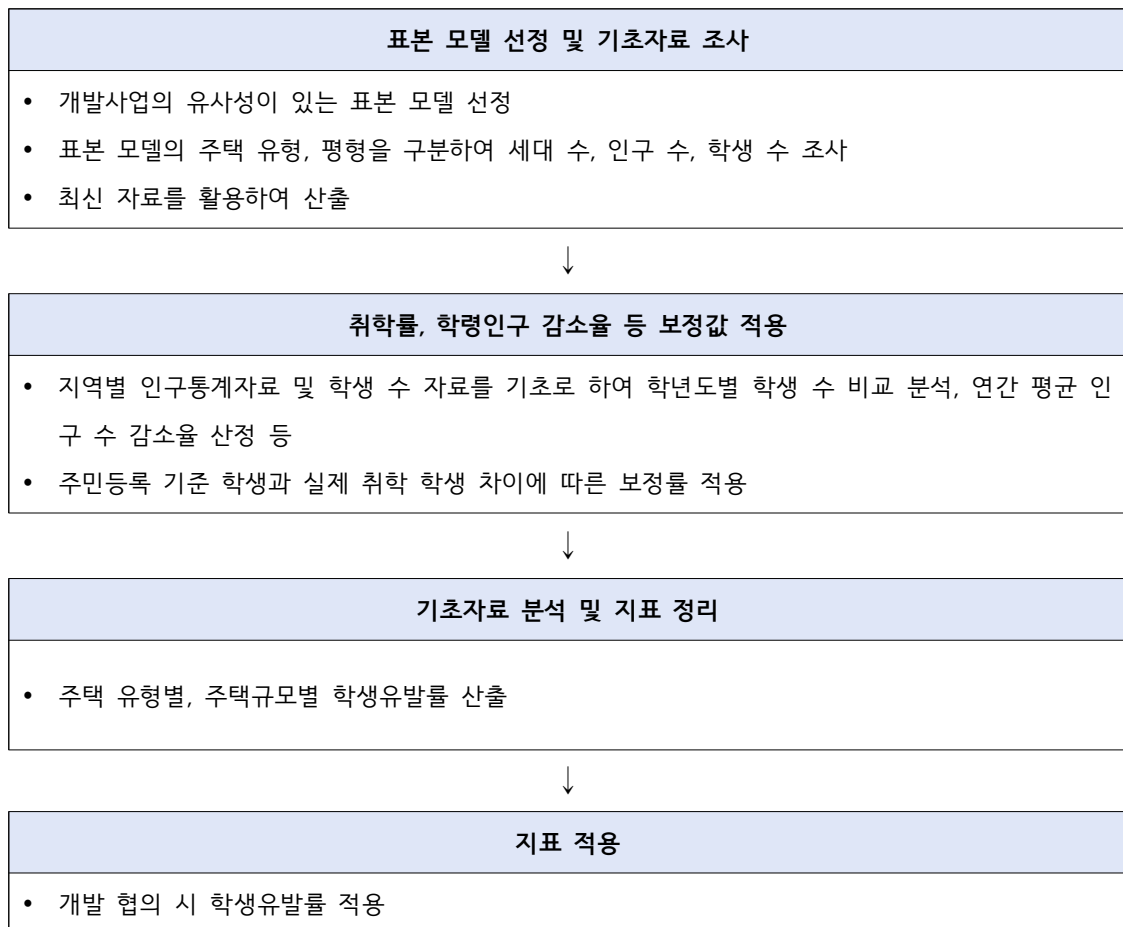 표본 모델 선정 및 기초자료 조사
• 개발사업의 유사성이 있는 표본 모델 선정
• 표본 모델의 주택 유형, 평형을 구분하여 세대 수, 인구 수, 학생 수 조사
• 최신 자료를 활용하여 산출
↓
취학률, 학령인구 감소율 등 보정값 적용
• 지역별 인구통계자료 및 학생 수 자료를 기초로 하여 학년도별 학생 수 비교 분석, 연간 평균 인
구 수 감소율 산정 등
• 주민등록 기준 학생과 실제 취학 학생 차이에 따른 보정률 적용
↓
기초자료 분석 및 지표 정리
• 주택 유형별, 주택규모별 학생유발률 산출
↓
지표 적용
• 개발 협의 시 학생유발률 적용